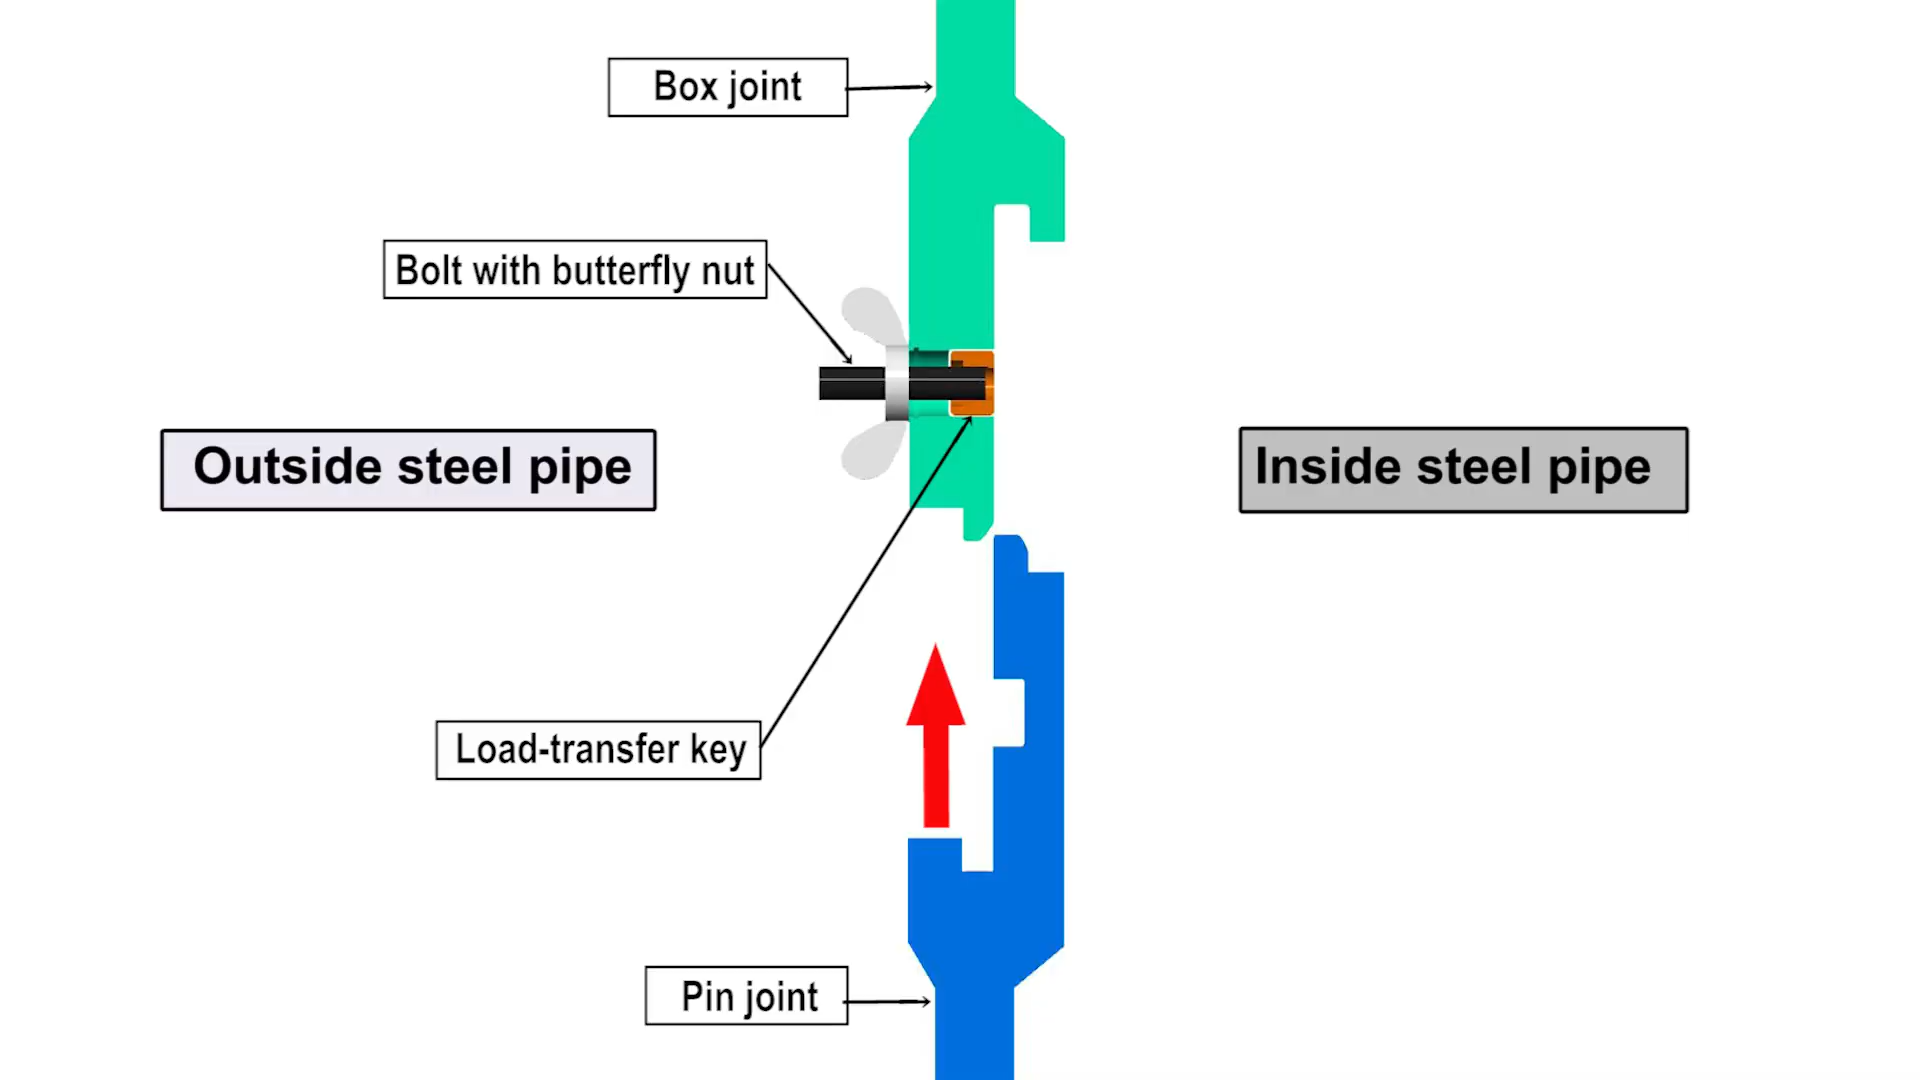 Box joint
Bolt with butterfly nut
Outside steel pipe
Inside steel pipe
Load-transfer key
Pin joint